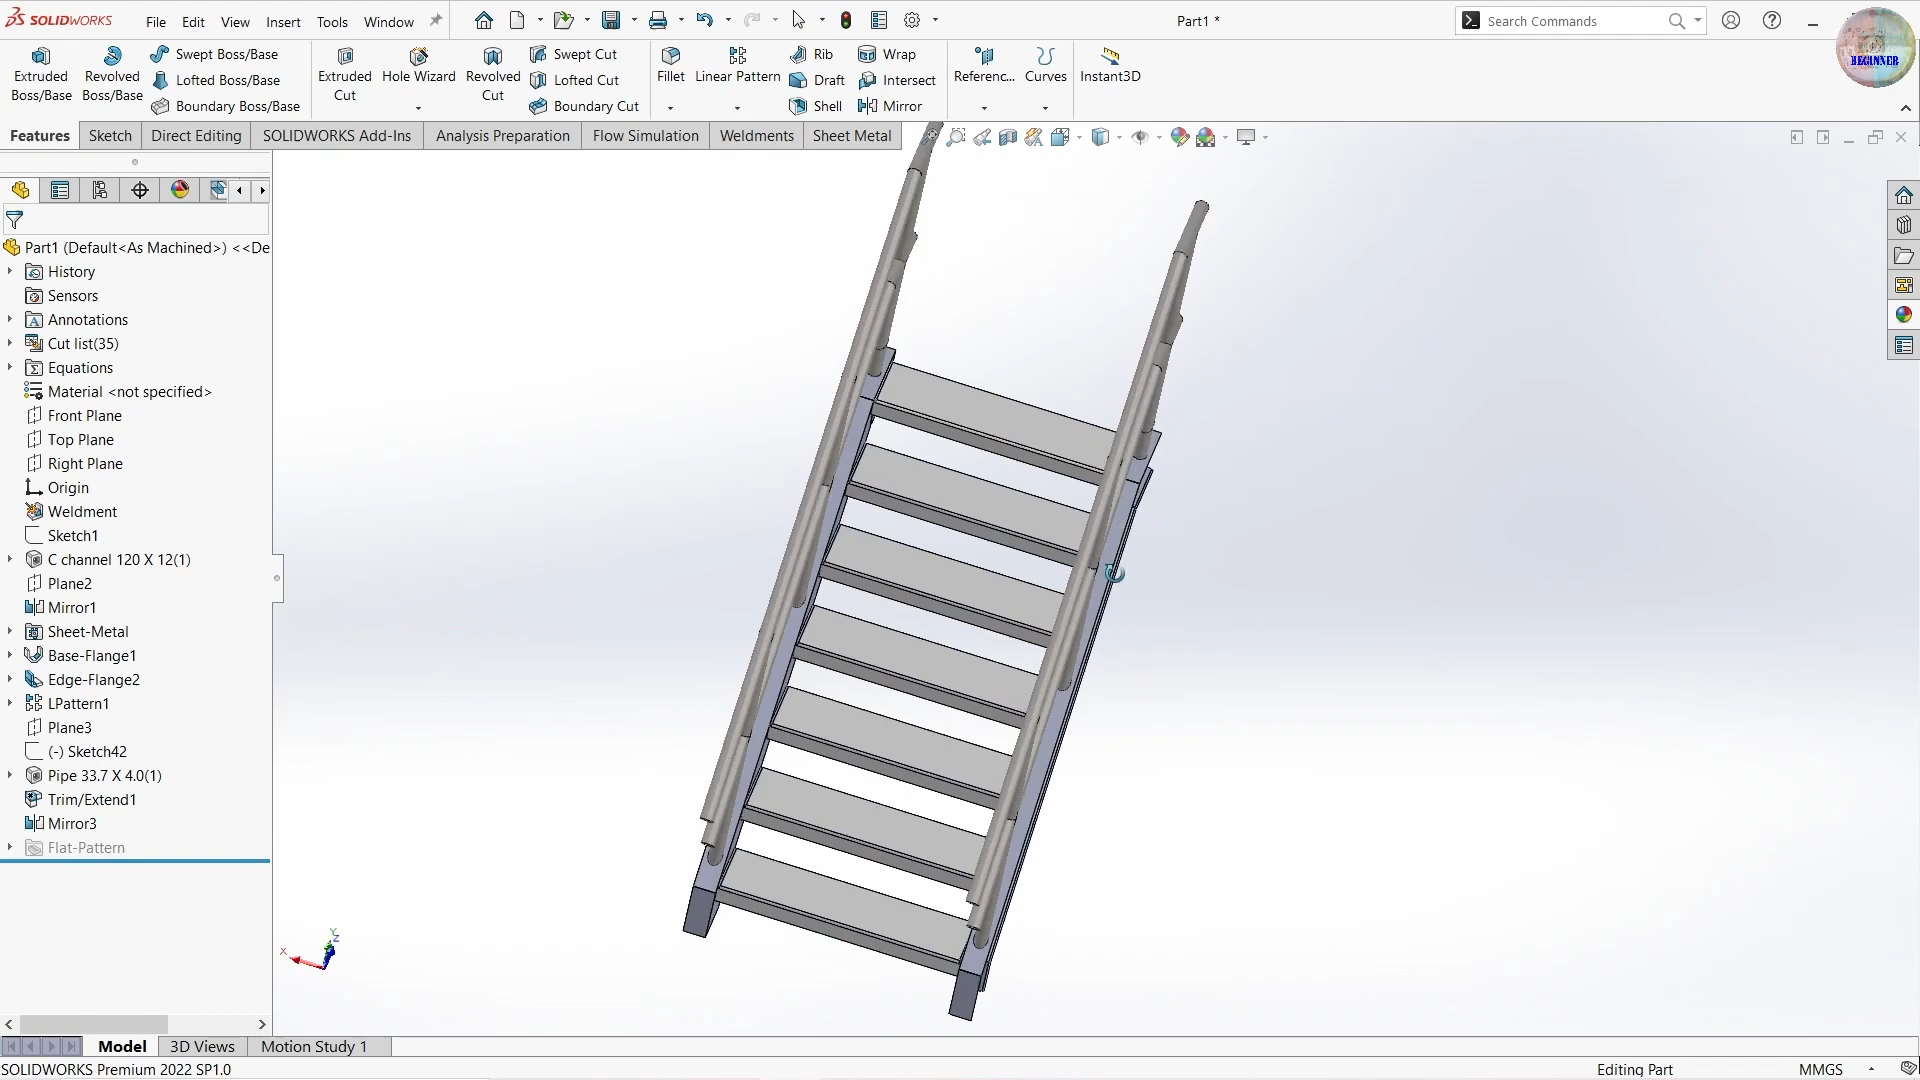 SOLIDWORKS
File Edit View Insert Tools Window
Part1 *
Search Commands
BEGINNER
Extruded Boss/Base
Revolved Boss/Base
Swept Boss/Base
Lofted Boss/Base
Boundary Boss/Base
Extruded Cut
Hole Wizard
Revolved Cut
Swept Cut
Lofted Cut
Boundary Cut
Fillet
Linear Pattern
Rib
Draft
Shell
Wrap
Intersect
Mirror
Referenc...
Curves
Instant3D
Features Sketch Direct Editing SOLIDWORKS Add-Ins Analysis Preparation Flow Simulation Weldments Sheet Metal
Part1 (Default<As Machined>) <<De
History
Sensors
Annotations
Cut list(35)
Equations
Material <not specified>
Front Plane
Top Plane
Right Plane
Origin
Weldment
Sketch1
C channel 120 X 12(1)
Plane2
Mirror1
Sheet-Metal
Base-Flange1
Edge-Flange2
LPattern1
Plane3
(-) Sketch42
Pipe 33.7 X 4.0(1)
Trim/Extend1
Mirror3
Flat-Pattern
Y
Z
X
Model 3D Views Motion Study 1
SOLIDWORKS Premium 2022 SP1.0
Editing Part
MMGS